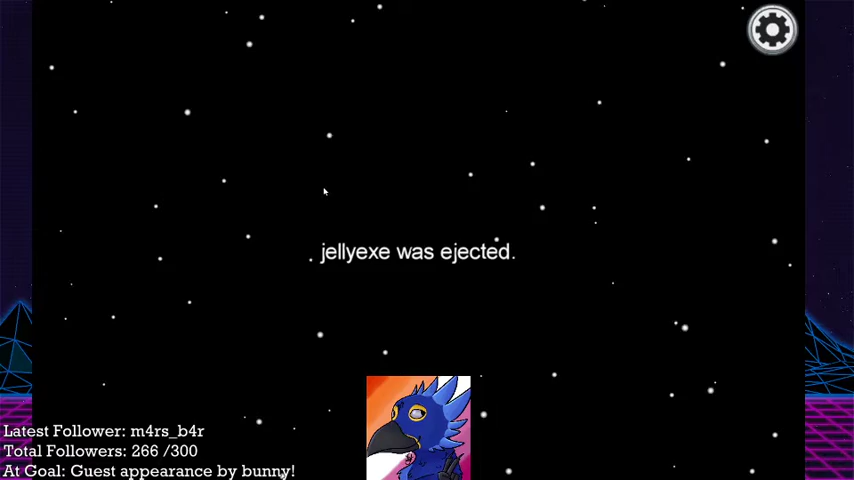 jellyexe was ejected.
Latest Follower: m4rs_b4r
Total Followers: 266 /300
At Goal: Guest appearance by bunny!